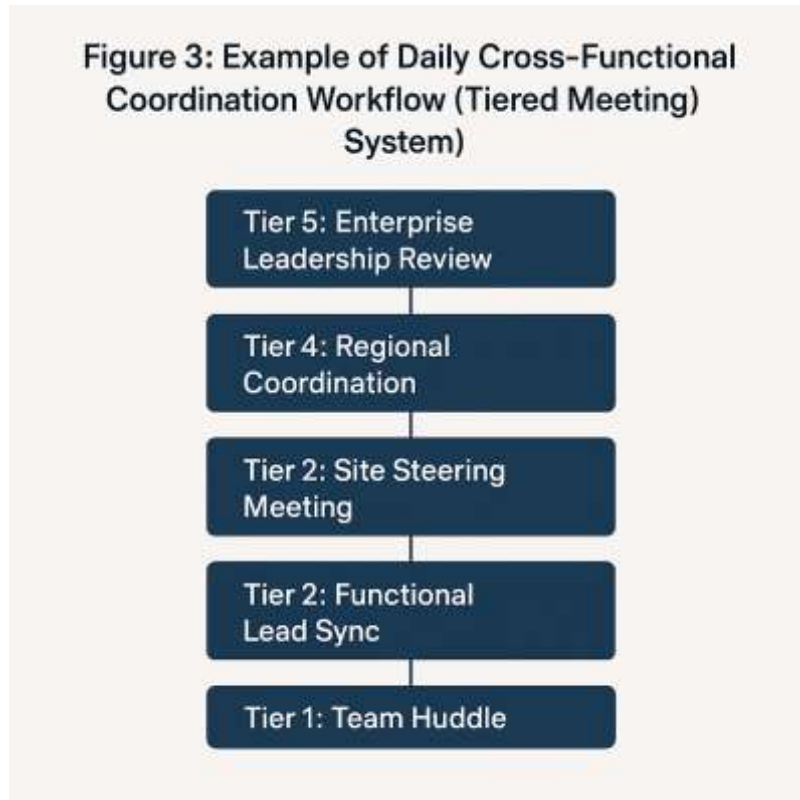 Figure 3: Example of Daily Cross-Functional
Coordination Workflow (Tiered Meeting)
System)
Tier 5: Enterprise
Leadership Review
Tier 4: Regional
Coordination
Tier 2: Site Steering
Meeting
Tier 2: Functional
Lead Sync
Tier 1: Team Huddle